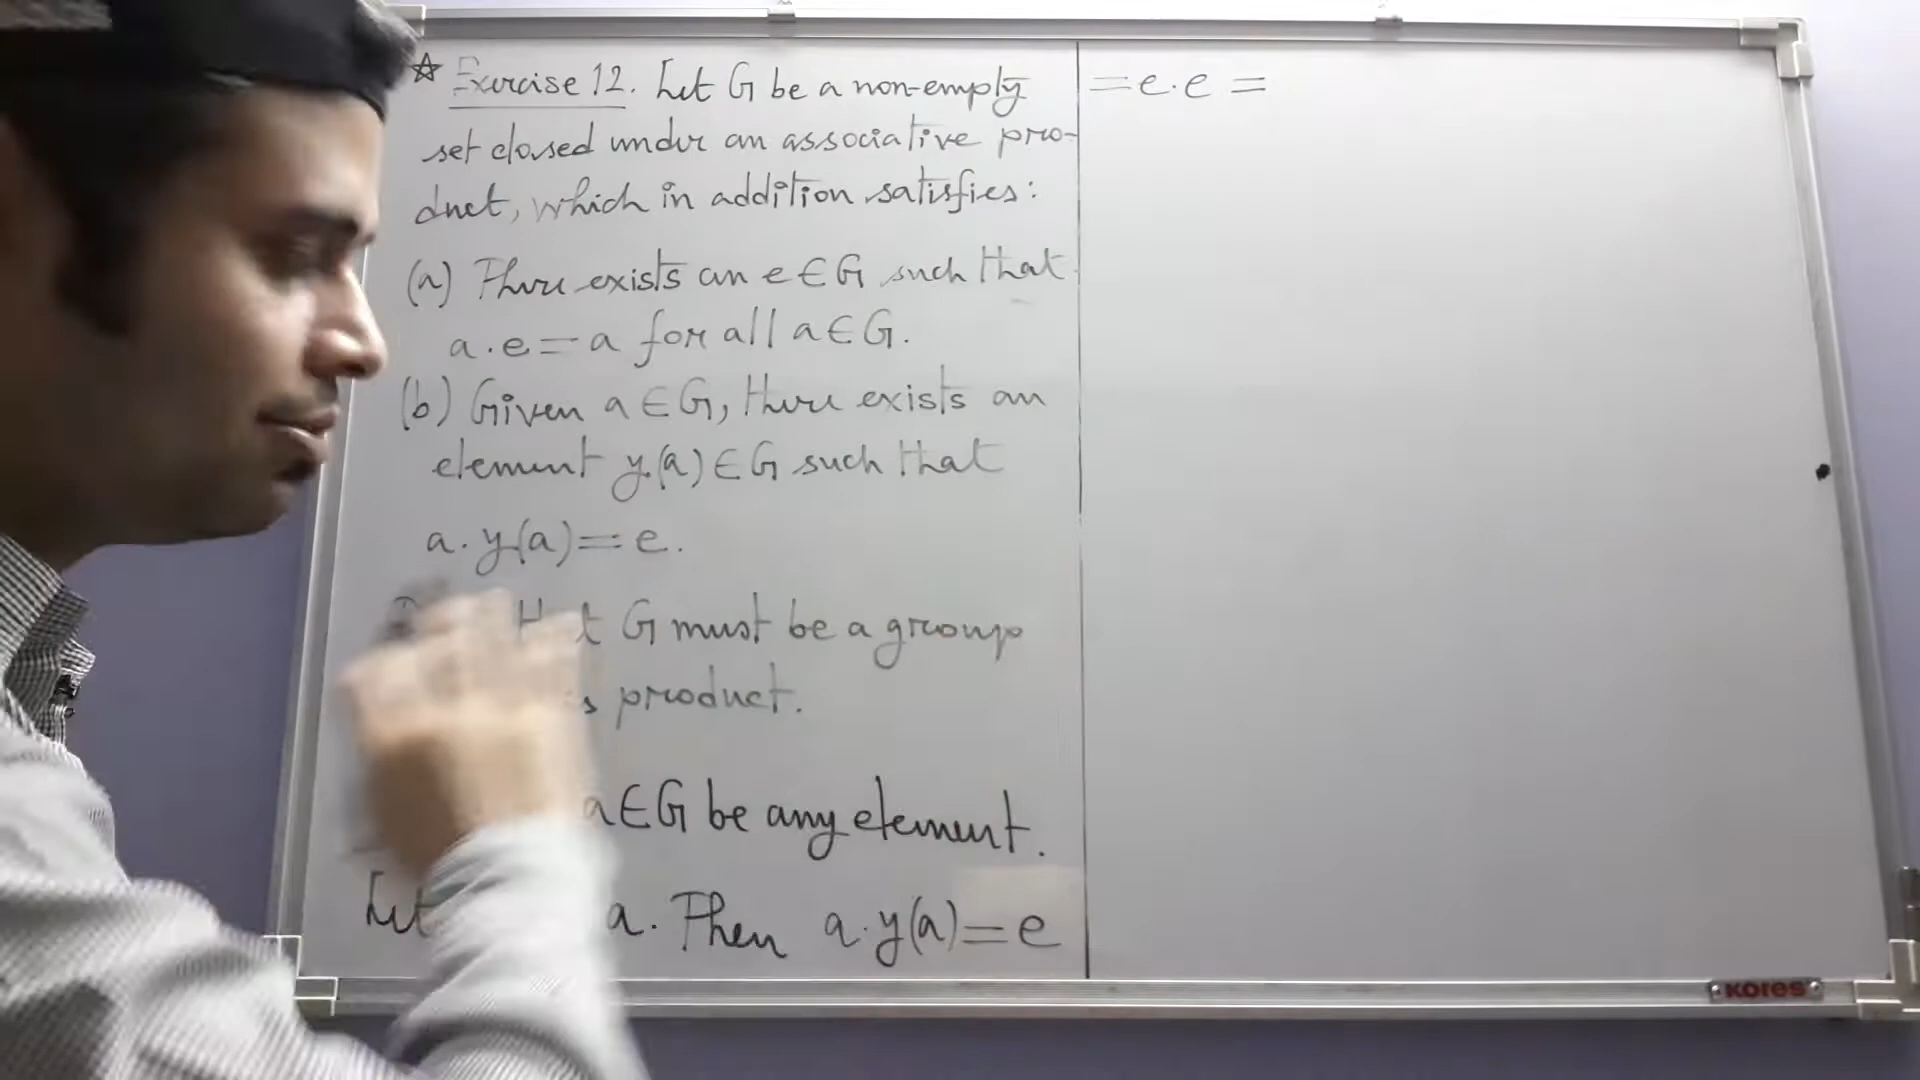 ☆ Exercise 12. Let G be a non-empty
set closed under an associative pro-
duct, which in addition satisfies:
(a) There exists an e∈G such that
a.e=a for all a∈G.
(b) Given a∈G, there exists an
element y(a)∈G such that
a.y(a)=e.
G must be a group
product.
a∈G be any element.
Let a. Then a.y(a)=e
=e.e=
kores